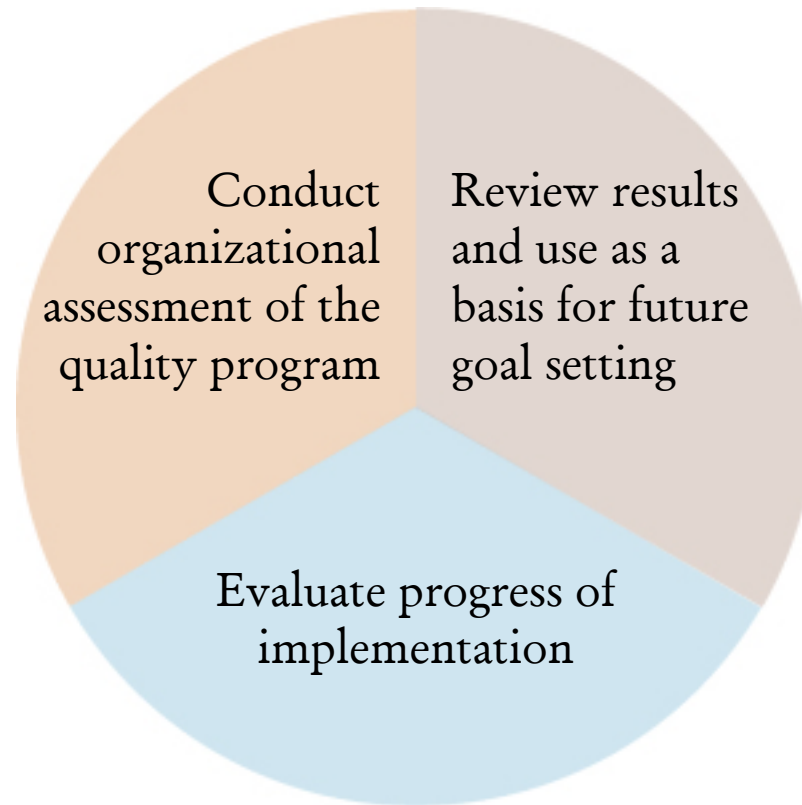 Conduct
organizational
assessment of the
quality program
Review results
and use as a
basis for future
goal setting
Evaluate progress of
implementation